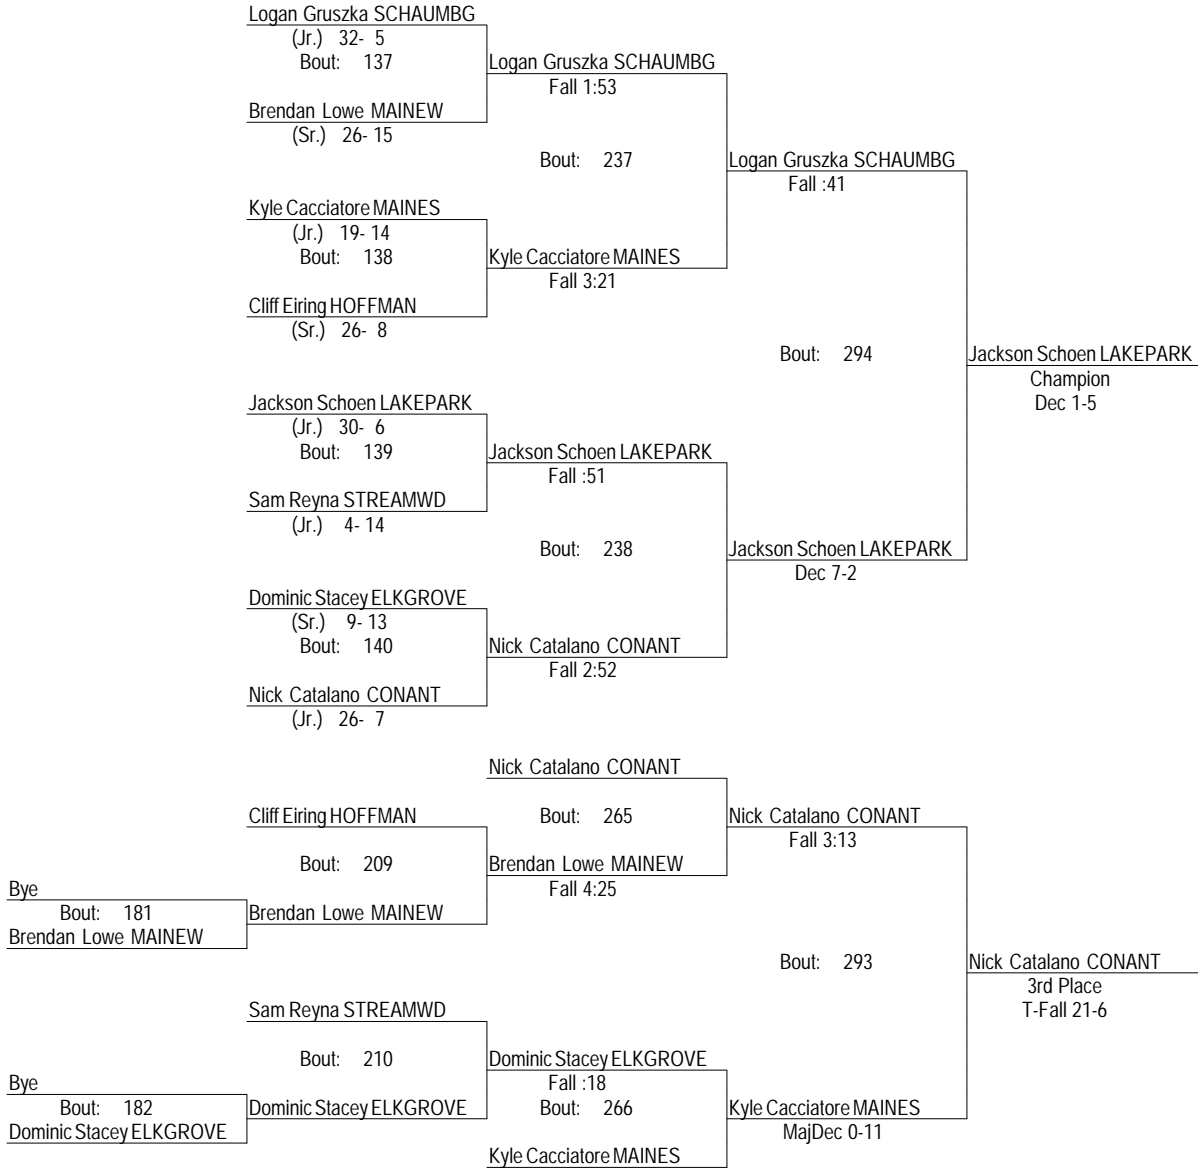 Logan Gruszka SCHAUMBG
(Jr.) 32- 5
Bout: 137
Logan Gruszka SCHAUMBG
Fall 1:53
Brendan Lowe MAINEW
(Sr.) 26- 15
Bout: 237
Logan Gruszka SCHAUMBG
Fall :41
Kyle Cacciatore MAINES
(Jr.) 19- 14
Bout: 138
Kyle Cacciatore MAINES
Fall 3:21
Cliff Eiring HOFFMAN
(Sr.) 26- 8
Bout: 294
Jackson Schoen LAKEPARK
Champion
Dec 1-5
Jackson Schoen LAKEPARK
(Jr.) 30- 6
Bout: 139
Jackson Schoen LAKEPARK
Fall :51
Sam Reyna STREAMWD
(Jr.) 4- 14
Bout: 238
Jackson Schoen LAKEPARK
Dec 7-2
Dominic Stacey ELKGROVE
(Sr.) 9- 13
Bout: 140
Nick Catalano CONANT
Fall 2:52
Nick Catalano CONANT
(Jr.) 26- 7
Nick Catalano CONANT
Cliff Eiring HOFFMAN
Bout: 265
Nick Catalano CONANT
Fall 3:13
Bout: 209
Brendan Lowe MAINEW
Fall 4:25
Bye
Bout: 181
Brendan Lowe MAINEW
Brendan Lowe MAINEW
Bout: 293
Nick Catalano CONANT
3rd Place
T-Fall 21-6
Sam Reyna STREAMWD
Bout: 210
Dominic Stacey ELKGROVE
Fall :18
Bye
Bout: 182
Dominic Stacey ELKGROVE
Dominic Stacey ELKGROVE
Bout: 266
Kyle Cacciatore MAINES
MajDec 0-11
Kyle Cacciatore MAINES